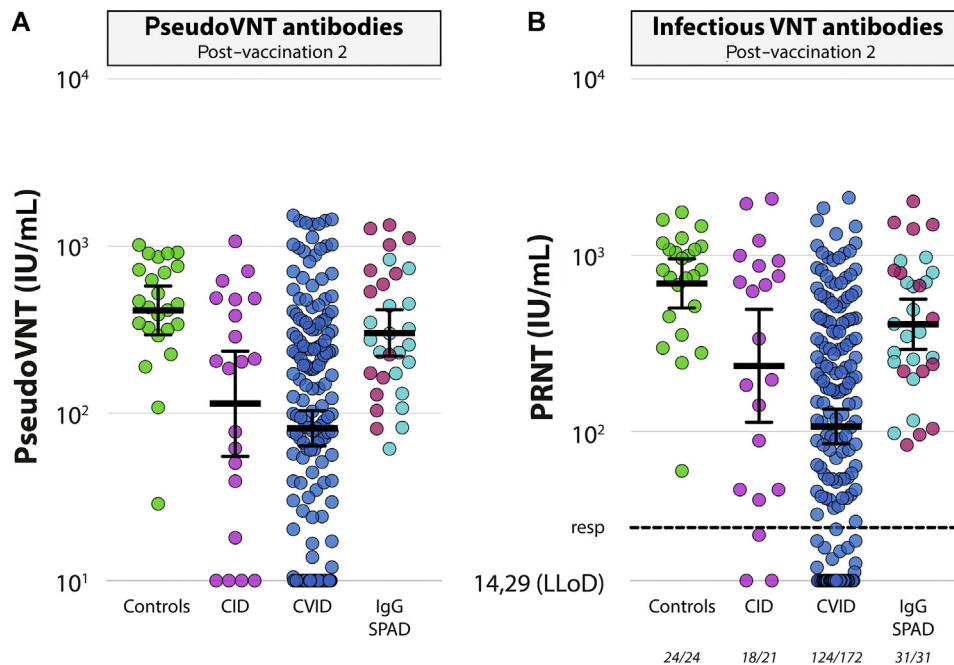 A
PseudoVNT antibodies
Post-vaccination 2
PseudoVNT (IU/mL)
10⁴
10³
10²
10¹
Controls
CID
CVID
IgG
SPAD
B
Infectious VNT antibodies
Post-vaccination 2
PRNT (IU/mL)
10⁴
10³
10²
resp
14,29 (LLoD)
Controls
CID
CVID
IgG
SPAD
24/24
18/21
124/172
31/31